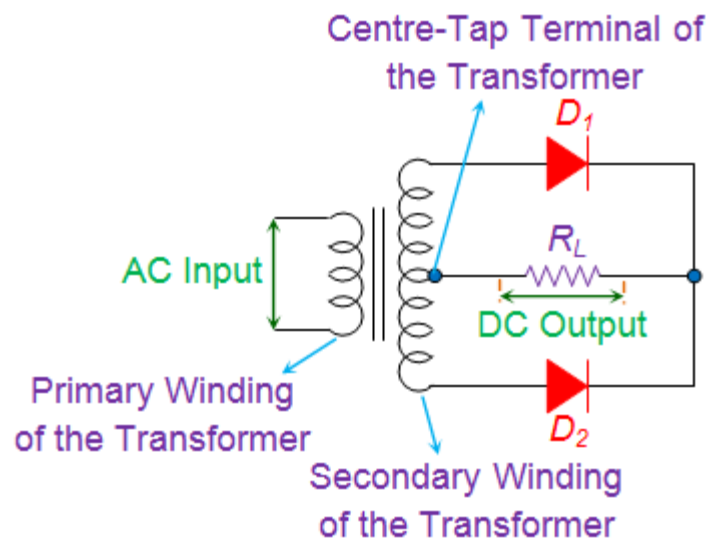 Centre-Tap Terminal of
the Transformer
D1
RL
AC Input
DC Output
Primary Winding
of the Transformer
D2
Secondary Winding
of the Transformer